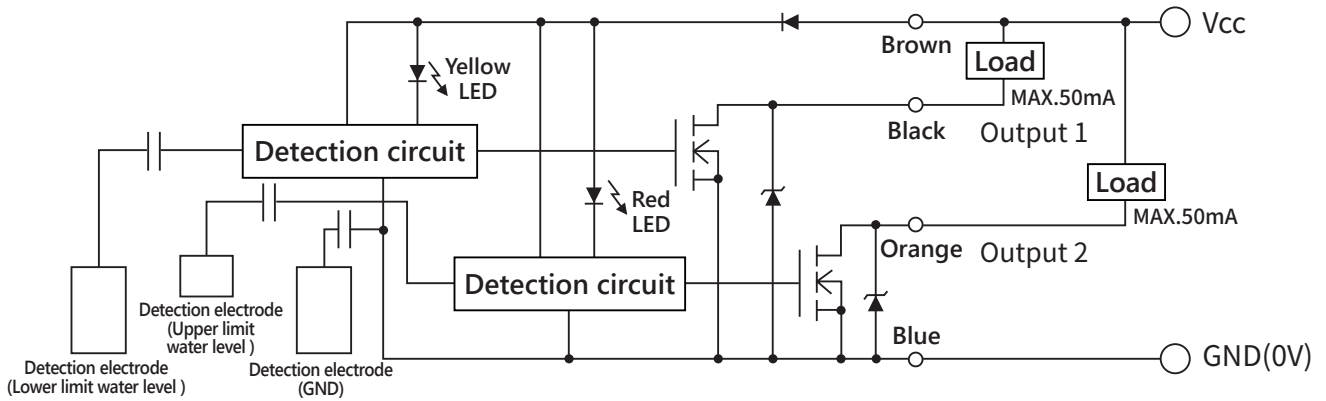 Vcc
Brown
Load
MAX.50mA
Yellow
LED
Black
Output 1
Detection circuit
Load
MAX.50mA
Red
LED
Orange
Output 2
Detection circuit
Detection electrode
(Upper limit
water level )
Blue
GND(0V)
Detection electrode
(Lower limit water level )
Detection electrode
(GND)